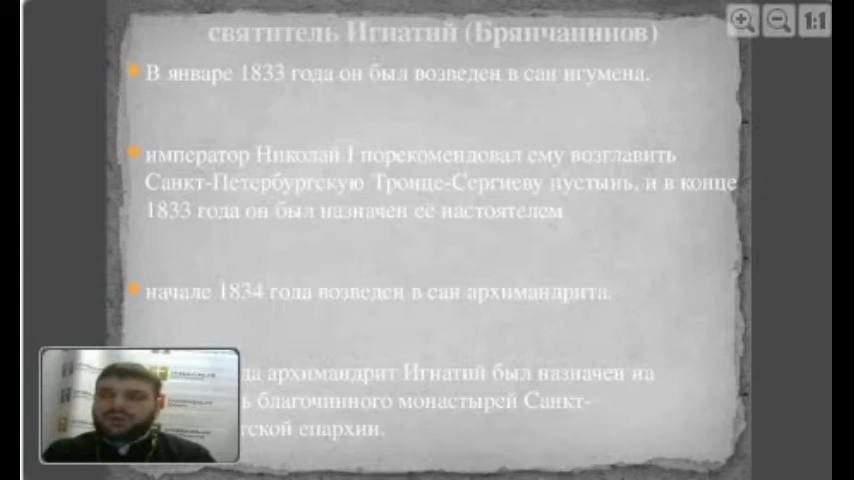 святитель Игнатий (Брянчанинов)
1:1
В январе 1833 года он был возведен в сан игумена.
император Николай I порекомендовал ему возглавить
Санкт-Петербургскую Троице-Сергиеву пустынь, и в конце
1833 года он был назначен её настоятелем
начале 1834 года возведен в сан архимандрита.
да архимандрит Игнатий был назначен на
ь благочинного монастырей Санкт-
тской епархии.